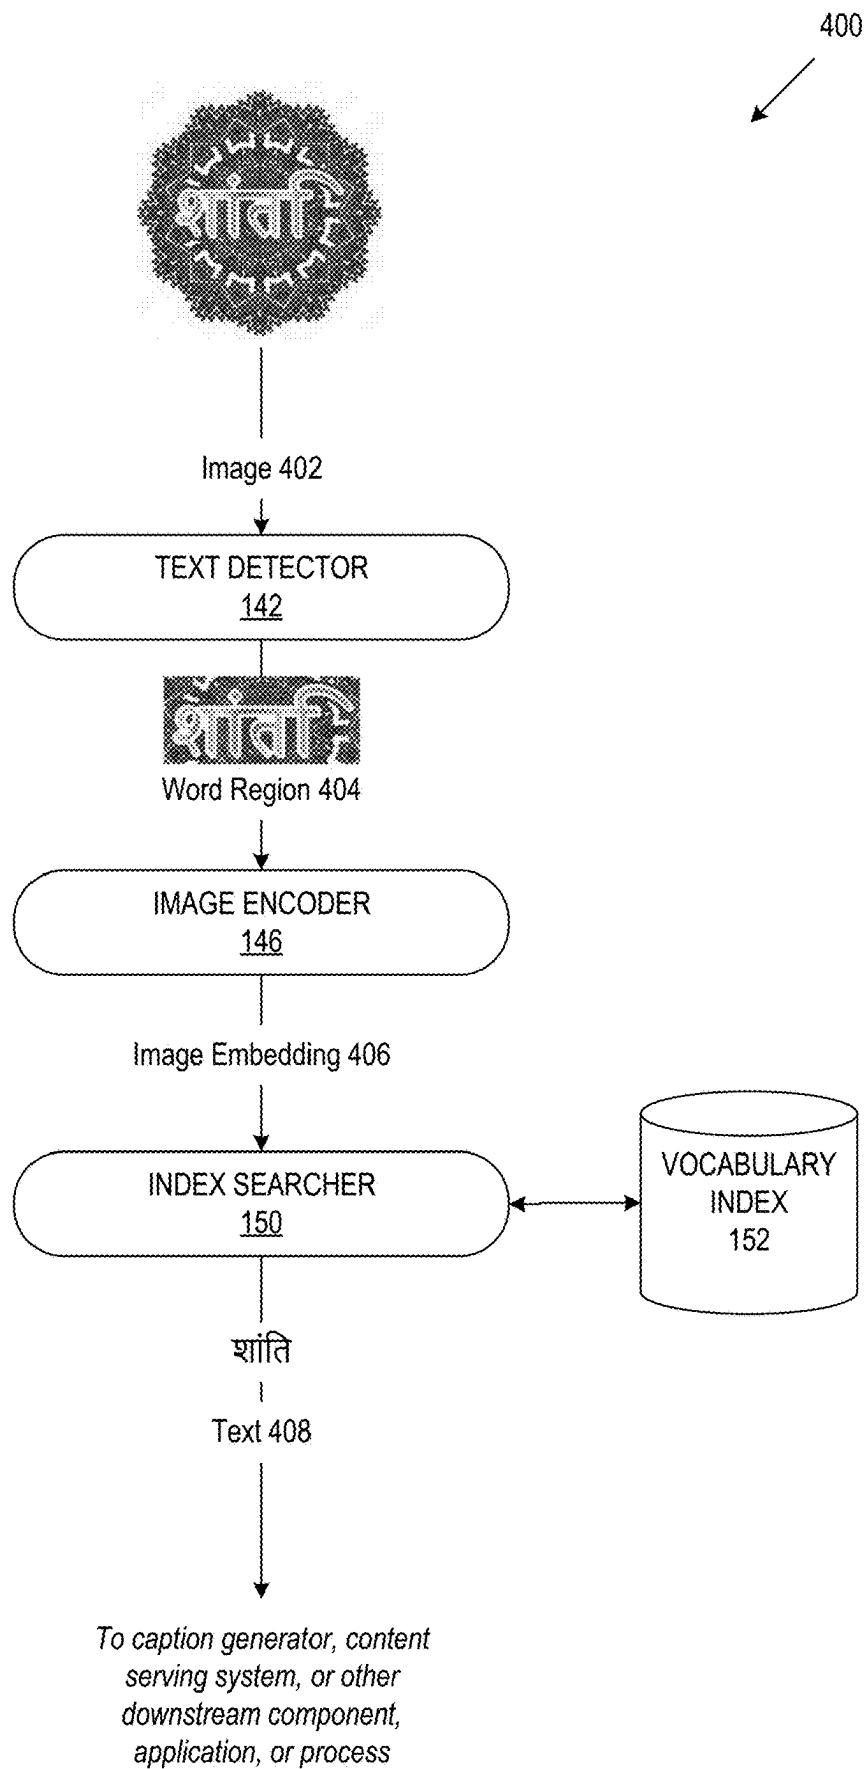 400
शांति
Image 402
TEXT DETECTOR
142
शांति
Word Region 404
IMAGE ENCODER
146
Image Embedding 406
INDEX SEARCHER
150
VOCABULARY
INDEX
152
शांति
Text 408
To caption generator, content
serving system, or other
downstream component,
application, or process